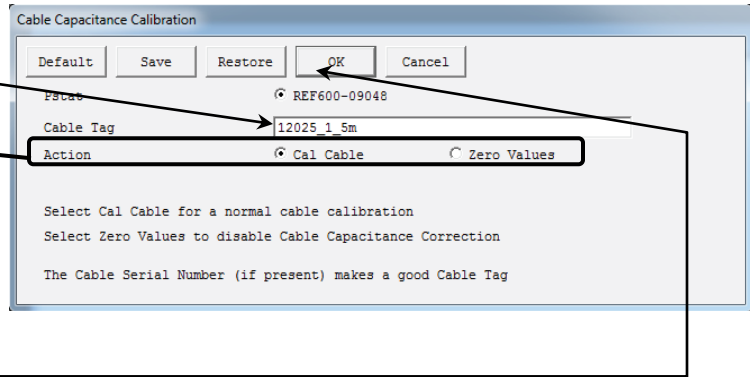 Cable Capacitance Calibration
Default Save Restore OK Cancel
Pstat REF600-09048
Cable Tag 12025_1_5m
Action Cal Cable Zero Values
Select Cal Cable for a normal cable calibration
Select Zero Values to disable Cable Capacitance Correction
The Cable Serial Number (if present) makes a good Cable Tag